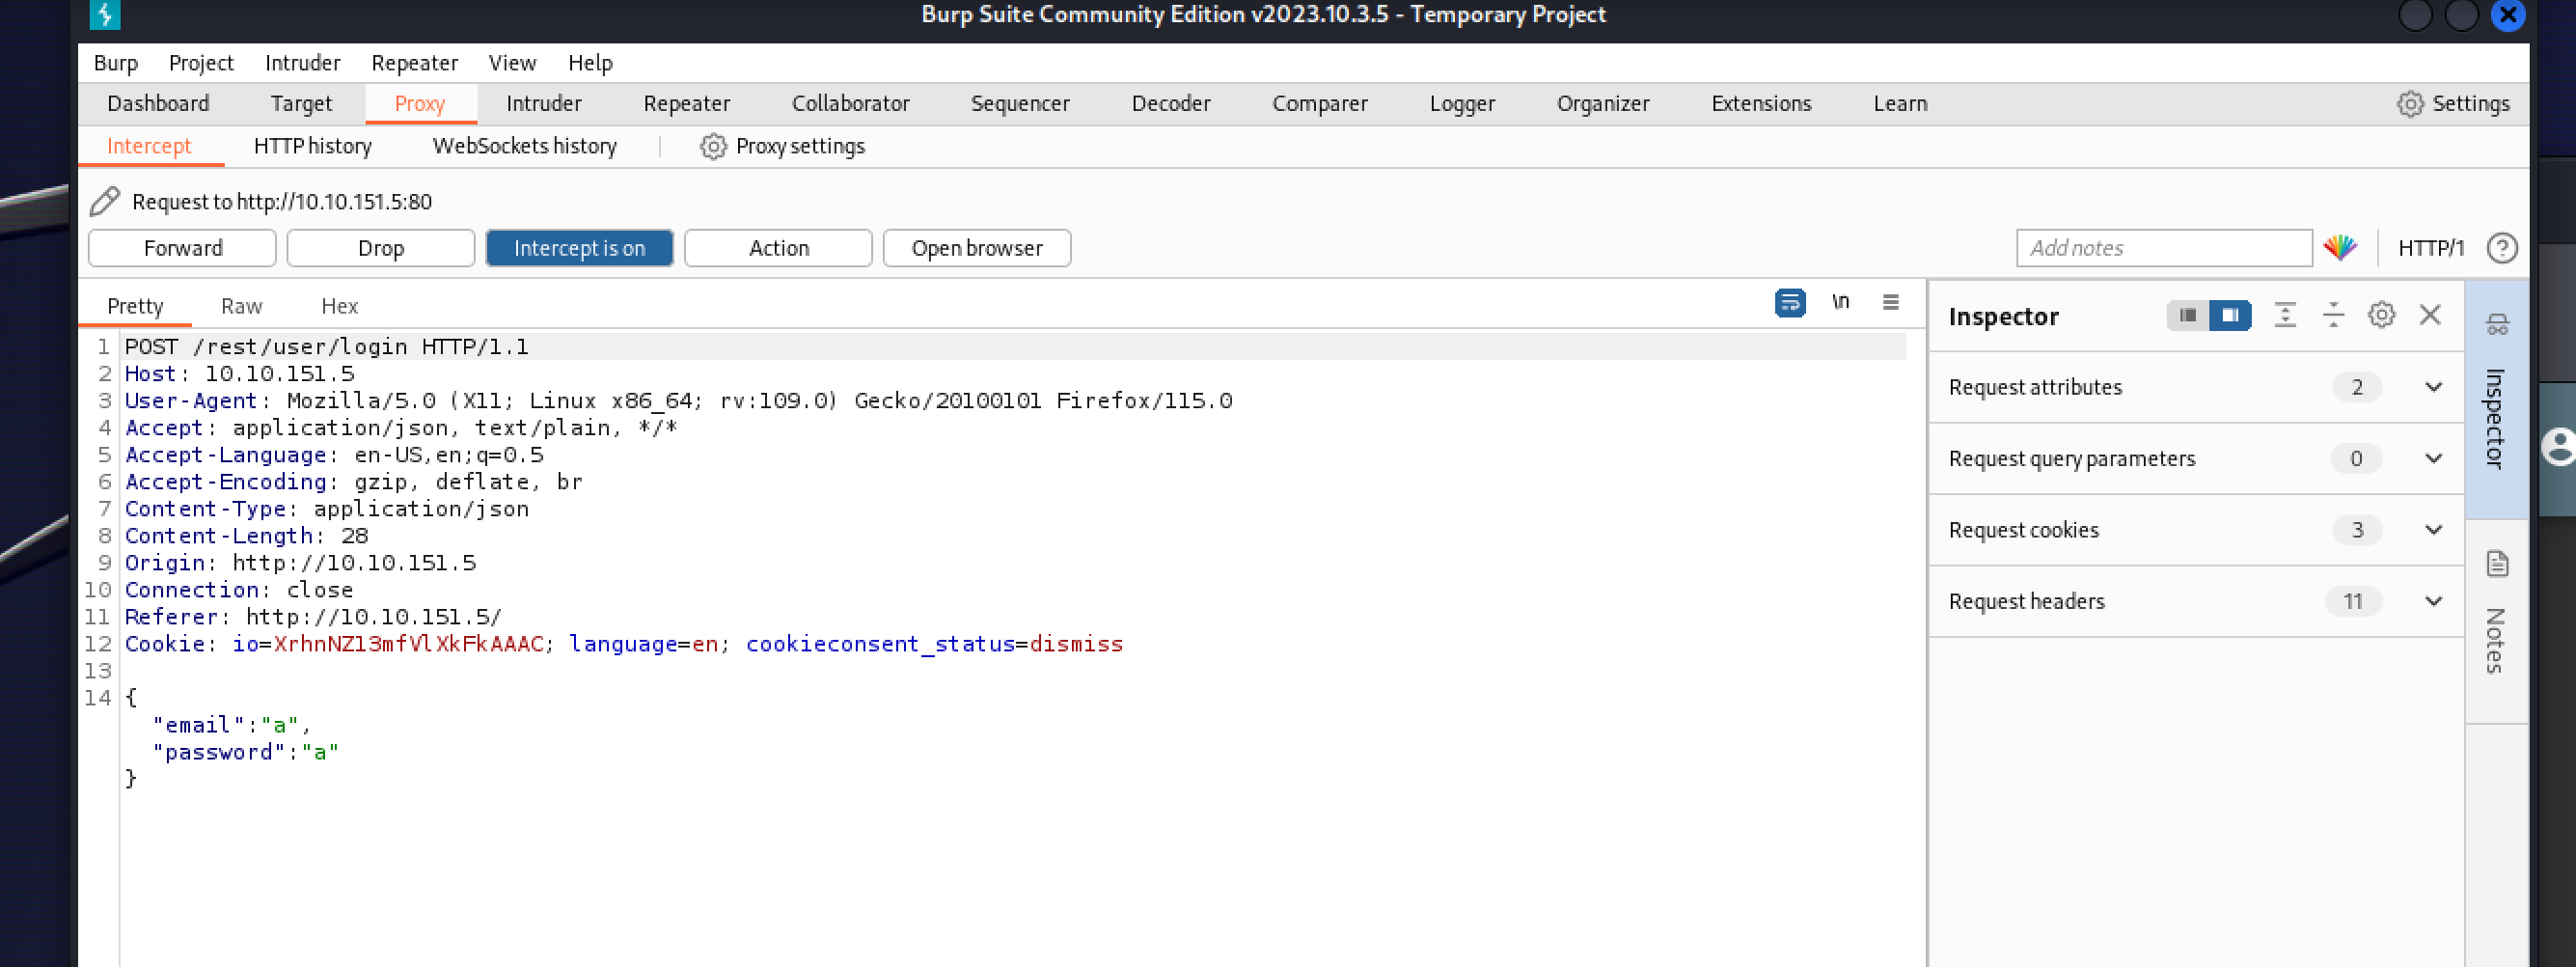 Burp Suite Community Edition v2023.10.3.5 - Temporary Project
Burp Project Intruder Repeater View Help
Dashboard Target Proxy Intruder Repeater Collaborator Sequencer Decoder Comparer Logger Organizer Extensions Learn Settings
Intercept HTTP history WebSockets history Proxy settings
Request to http://10.10.151.5:80
Forward Drop Intercept is on Action Open browser Add notes HTTP/1 ?
Pretty Raw Hex \n
1 POST /rest/user/login HTTP/1.1
2 Host: 10.10.151.5
3 User-Agent: Mozilla/5.0 (X11; Linux x86_64; rv:109.0) Gecko/20100101 Firefox/115.0
4 Accept: application/json, text/plain, */*
5 Accept-Language: en-US,en;q=0.5
6 Accept-Encoding: gzip, deflate, br
7 Content-Type: application/json
8 Content-Length: 28
9 Origin: http://10.10.151.5
10 Connection: close
11 Referer: http://10.10.151.5/
12 Cookie: io=XrhnNZ13mfVlXkFkAAAC; language=en; cookieconsent_status=dismiss
13
14 {
"email":"a",
"password":"a"
}
Inspector
Request attributes 2
Request query parameters 0
Request cookies 3
Request headers 11
Inspector
Notes